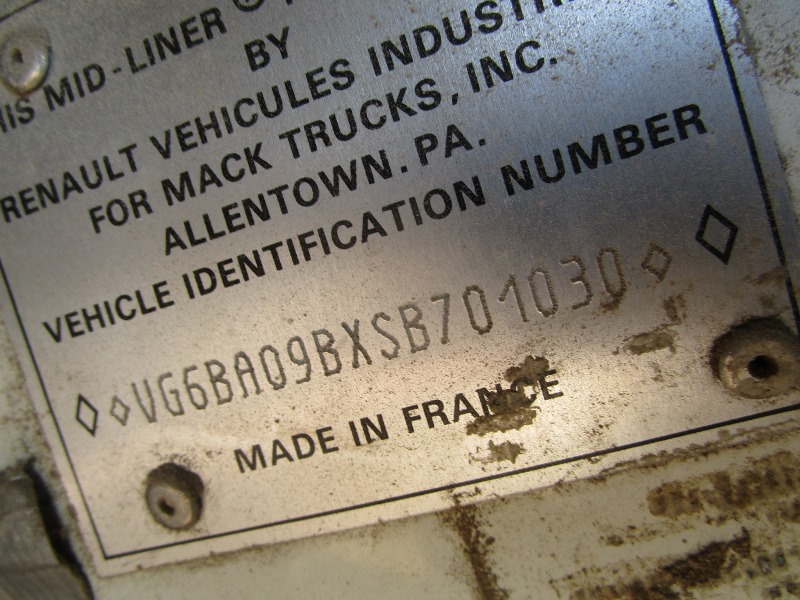 MID-LINER ®
BY
RENAULT VEHICULES
FOR MACK TRUCKS, INC.
ALLENTOWN. PA.
VEHICLE IDENTIFICATION NUMBER
VG6BA09BXSB701030
MADE IN FRANCE